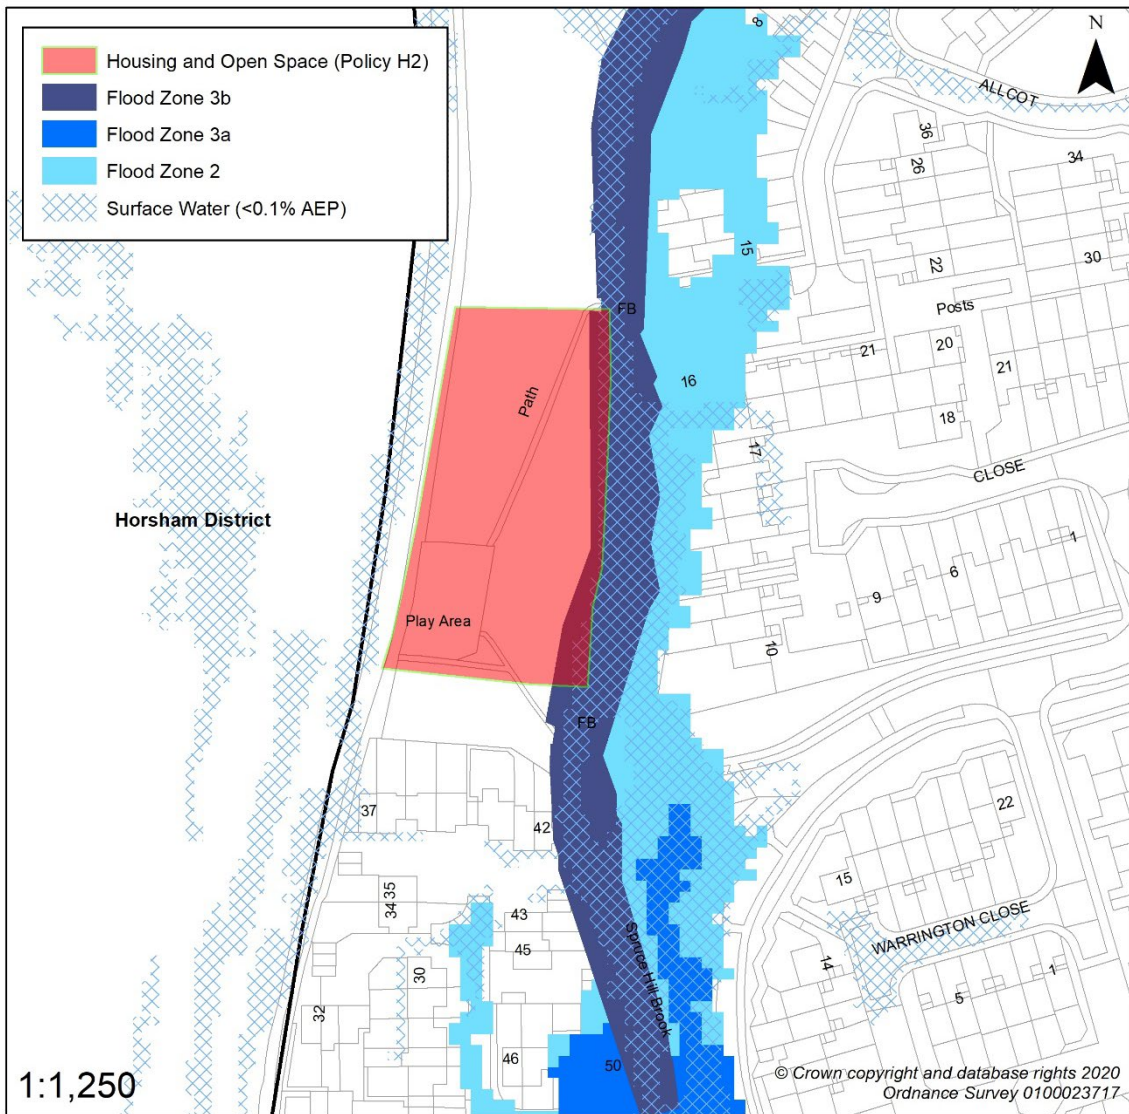 Housing and Open Space (Policy H2)
Flood Zone 3b
Flood Zone 3a
Flood Zone 2
Surface Water (<0.1% AEP)
N
8
ALLCOT
36
26
34
15
22
30
Posts
FB
21
20
21
16
Path
18
17
CLOSE
Horsham District
1
6
9
Play Area
10
FB
37
42
22
15
34 35
43
WARRINGTON CLOSE
45
Spruce Hill Brook
30
14
1
32
5
46
50
1:1,250
© Crown copyright and database rights 2020
Ordnance Survey 0100023717